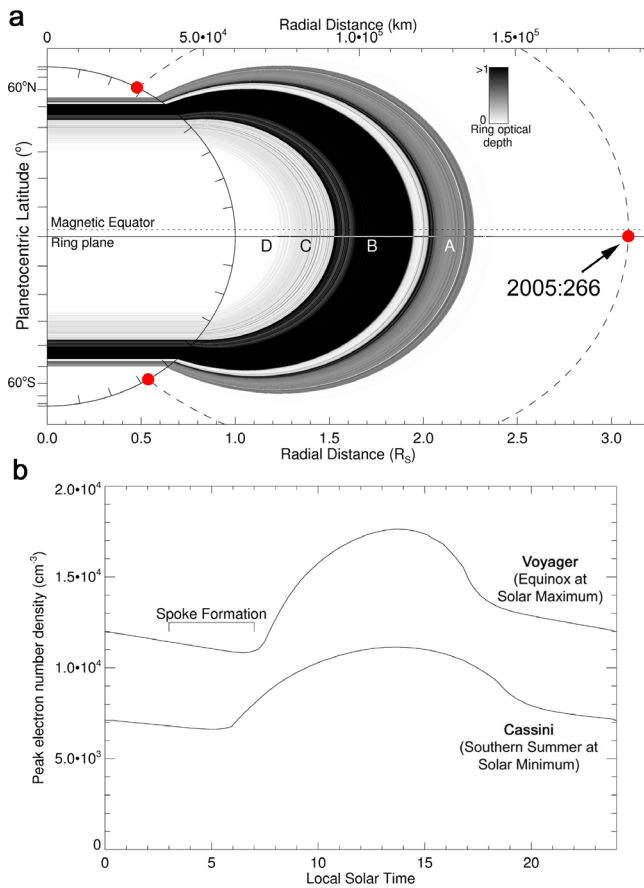 a
Radial Distance (km)
0 5.0•10⁴ 1.0•10⁵ 1.5•10⁵
60°N
>1
0
Ring optical
depth
Planetocentric Latitude (°)
Magnetic Equator
Ring plane
D C B A
2005:266
60°S
0.0 0.5 1.0 1.5 2.0 2.5 3.0
Radial Distance (R_S)
b
2.0•10⁴
Peak electron number density (cm⁻³)
Voyager
(Equinox at
Solar Maximum)
1.5•10⁴
Spoke Formation
1.0•10⁴
Cassini
(Southern Summer at
Solar Minimum)
5.0•10³
0
0 5 10 15 20
Local Solar Time